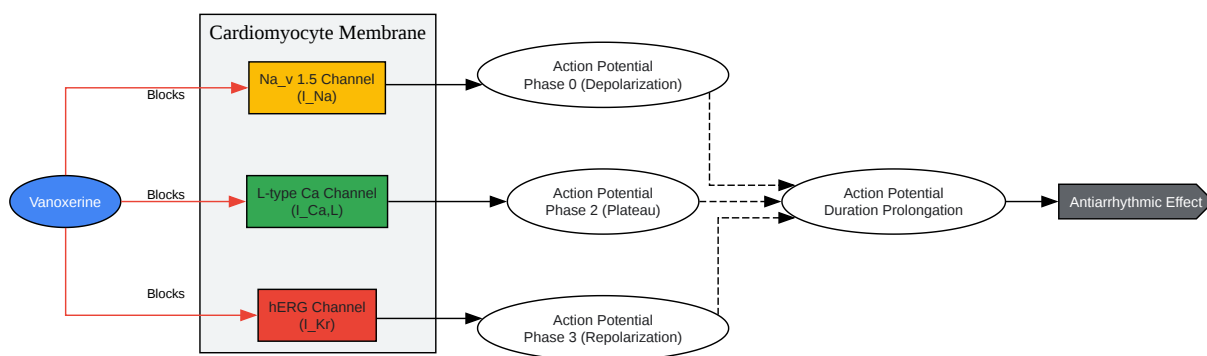 Cardiomyocyte Membrane
Na_v 1.5 Channel
(I_Na)
Action Potential
Phase 0 (Depolarization)
Blocks
Vanoxerine
Blocks
L-type Ca Channel
(I_Ca,L)
Action Potential
Phase 2 (Plateau)
Action Potential
Duration Prolongation
Antiarrhythmic Effect
Blocks
hERG Channel
(I_Kr)
Action Potential
Phase 3 (Repolarization)